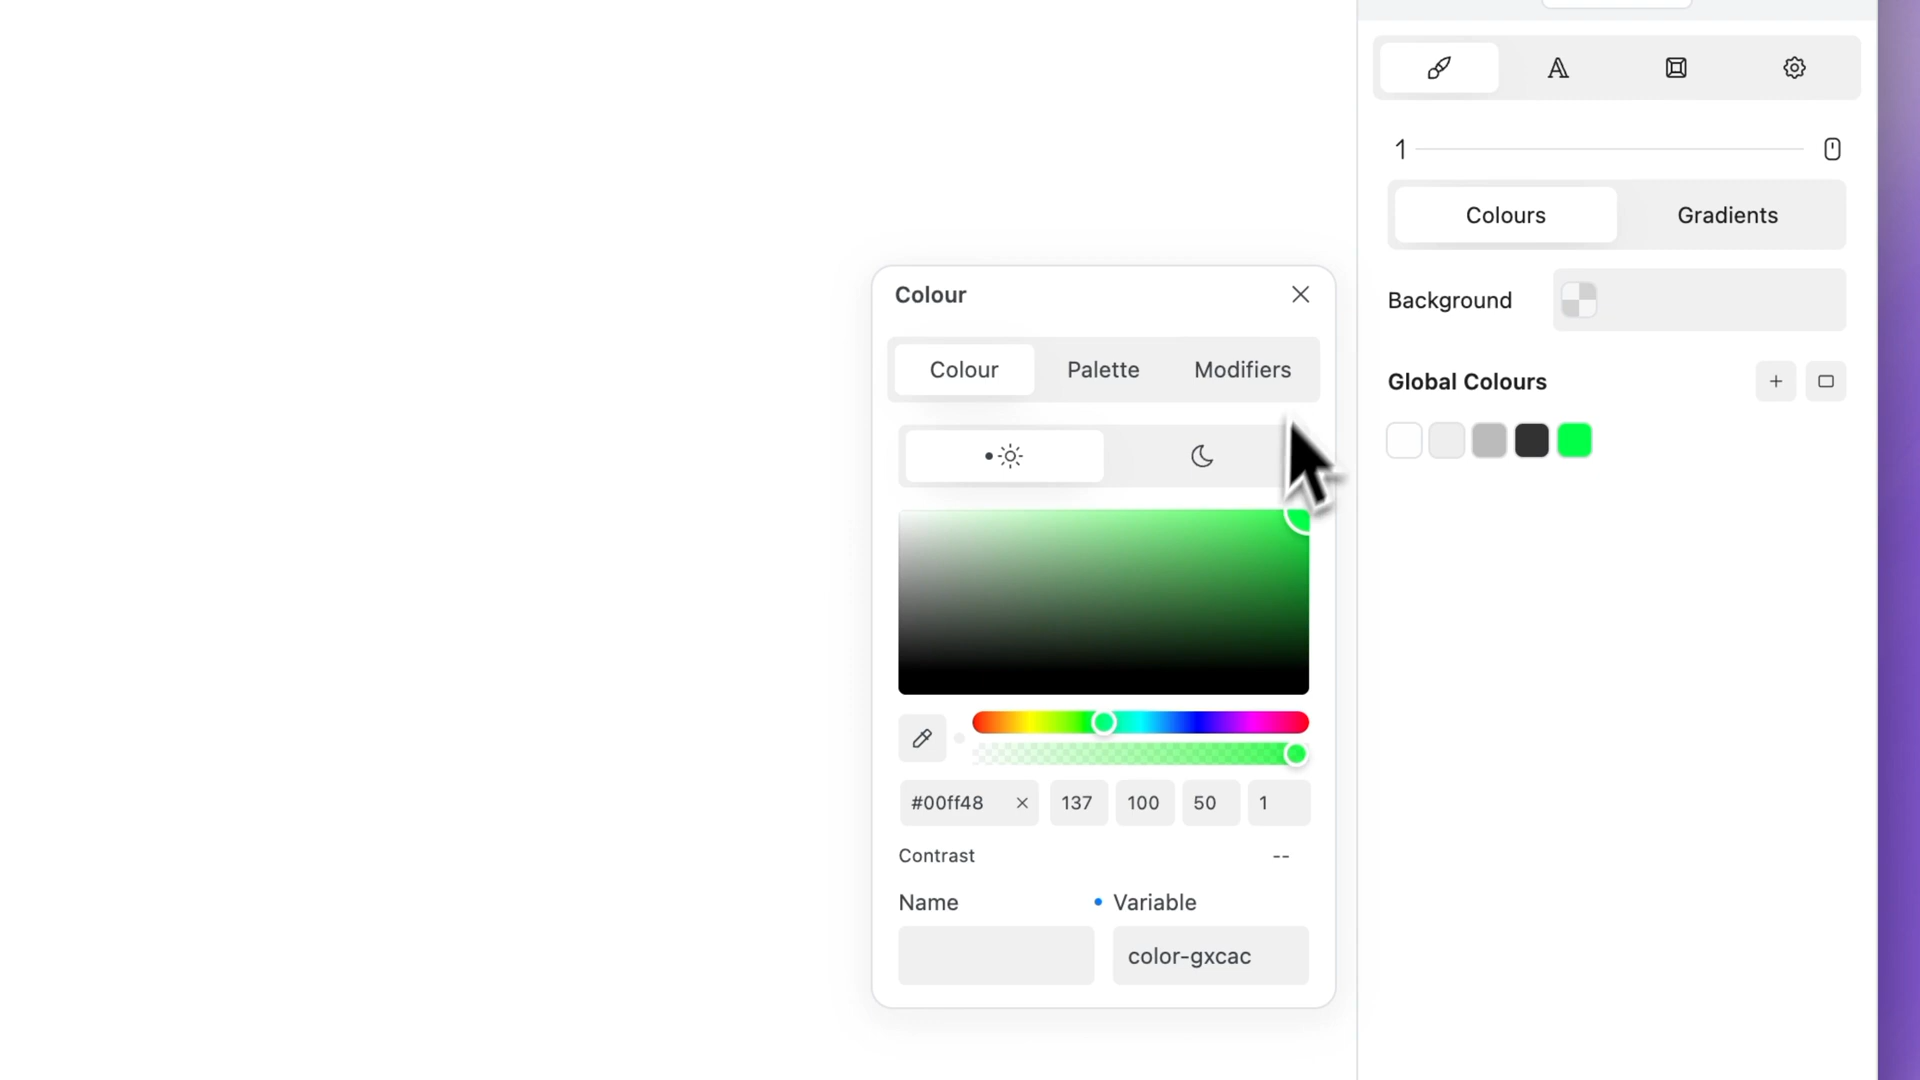 1
Colours Gradients
Background
Global Colours
Colour
Colour Palette Modifiers
#00ff48 137 100 50 1
Contrast --
Name Variable
color-gxcac